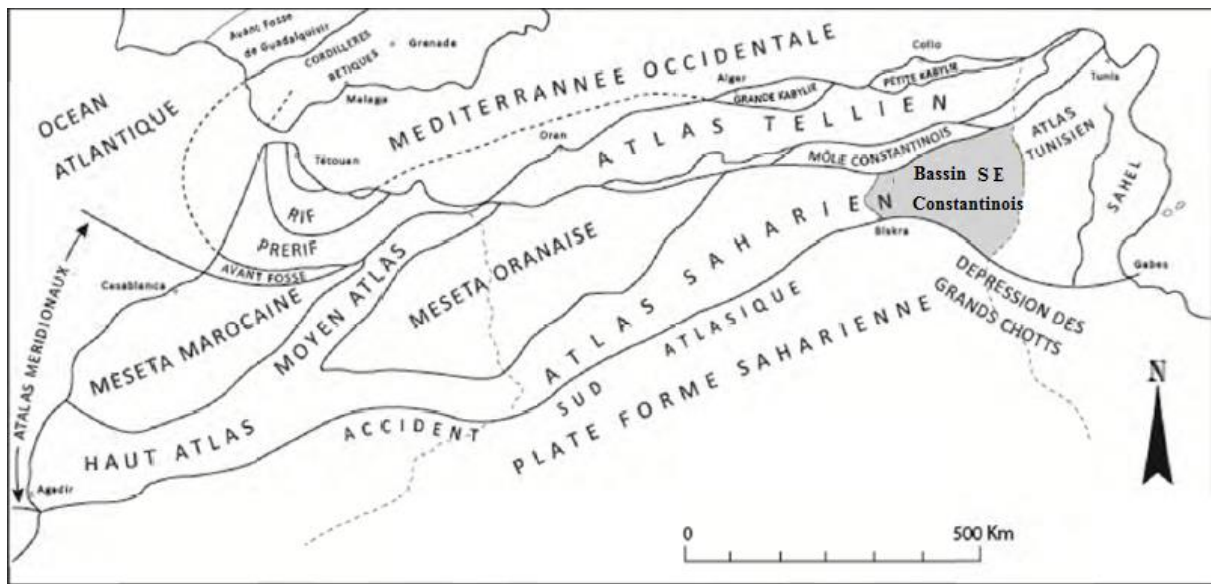 Avant Fosse
de Guadalquivir
CORDILLERES
BETIQUES
Grenade
Malaga
OCEAN
ATLANTIQUE
MEDITERRANNEE OCCIDENTALE
Collo
Alger
PETITE KABYLIE
GRANDE KABYLIE
Tunis
Oran
ATLAS TELLIEN
ATLAS
TUNISIEN
Tétouan
MÔLE CONSTANTINOIS
Bassin SE
Constantinois
SAHEL
RIF
PRERIF
AVANT FOSSE
Biskra
Gabes
Casablanca
MESETA ORANAISE
ATLAS SAHARIEN
DEPRESSION DES
GRANDS CHOTTS
MOYEN ATLAS
MESETA MAROCAINE
ATALAS MERIDIONAUX
HAUT ATLAS
ACCIDENT SUD ATLASIQUE
PLATE FORME SAHARIENNE
N
Agadir
0 500 Km